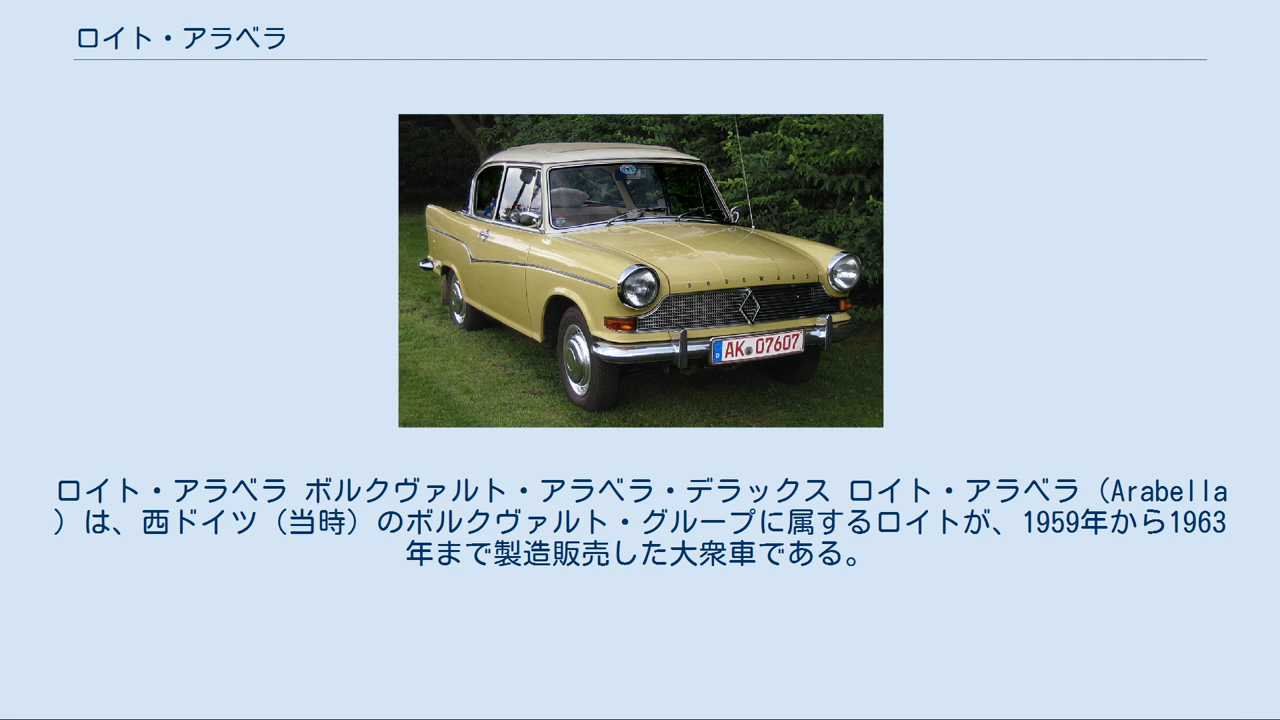 ロイト・アラベラ
BORGWARD
AK 07607
ロイト・アラベラ ボルクヴァルト・アラベラ・デラックス ロイト・アラベラ（Arabella
）は、西ドイツ（当時）のボルクヴァルト・グループに属するロイトが、1959年から1963
年まで製造販売した大衆車である。